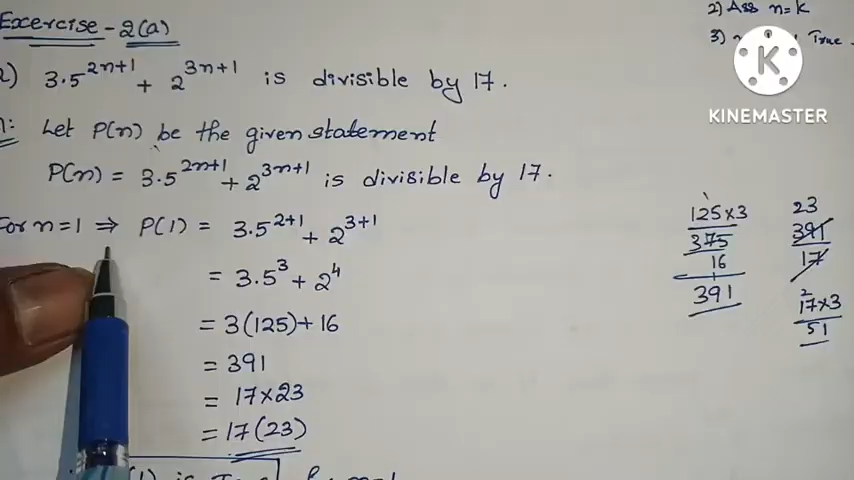 Excercise - 2(a)
2) Ass n=K
3) True.
2) 3·5^{2n+1} + 2^{3n+1} is divisible by 17.
KINEMASTER
Let P(n) be the given statement
P(n) = 3·5^{2n+1} + 2^{3n+1} is divisible by 17.
For n=1 ⇒ P(1) = 3·5^{2+1} + 2^{3+1}
= 3·5^3 + 2^4
= 3(125)+16
= 391
= 17×23
= 17(23)
125×3
375
16
391
23
391
17
2
17×3
51